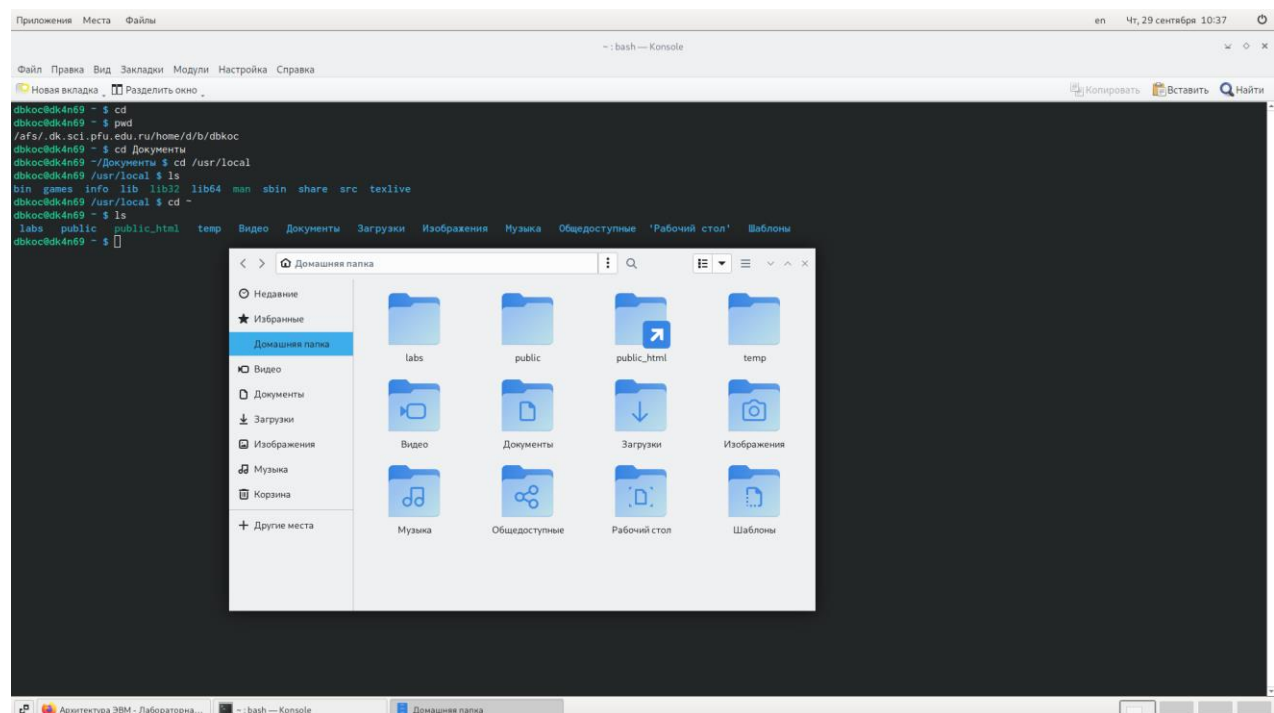 Приложения Места Файлы en Чт, 29 сентября 10:37
~ : bash — Konsole
Файл Правка Вид Закладки Модули Настройка Справка
Новая вкладка Разделить окно Копировать Вставить Найти
dbkoc@dk4n69 ~ $ cd
dbkoc@dk4n69 ~ $ pwd
/afs/.dk.sci.pfu.edu.ru/home/d/b/dbkoc
dbkoc@dk4n69 ~ $ cd Документы
dbkoc@dk4n69 ~/Документы $ cd /usr/local
dbkoc@dk4n69 /usr/local $ ls
bin games info lib lib32 lib64 man sbin share src texlive
dbkoc@dk4n69 /usr/local $ cd ~
dbkoc@dk4n69 ~ $ ls
labs public public_html temp Видео Документы Загрузки Изображения Музыка Общедоступные 'Рабочий стол' Шаблоны
dbkoc@dk4n69 ~ $
Домашняя папка
Недавние
Избранные
Домашняя папка
Видео
Документы
Загрузки
Изображения
Музыка
Корзина
Другие места
labs public public_html temp
Видео Документы Загрузки Изображения
Музыка Общедоступные Рабочий стол Шаблоны
Архитектура ЭВМ - Лабораторна... ~ : bash — Konsole Домашняя папка